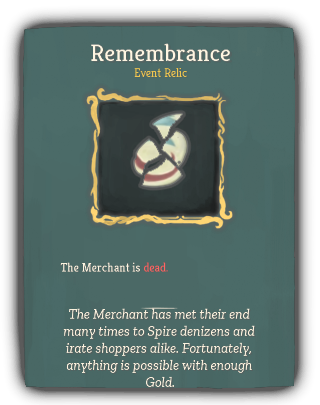 Remembrance
Event Relic
The Merchant is dead.
The Merchant has met their end
many times to Spire denizens and
irate shoppers alike. Fortunately,
anything is possible with enough
Gold.